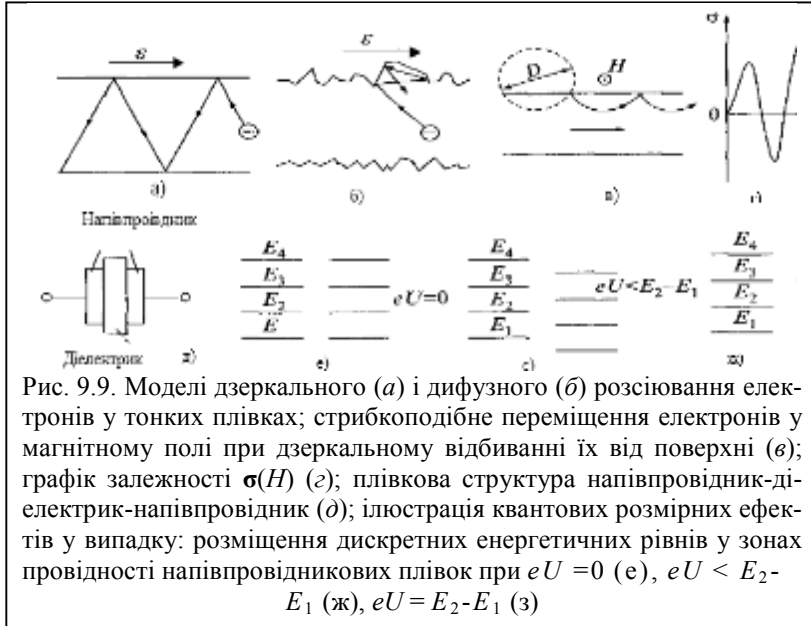 ε ε
D H
σ
0
а) б) в) г)
Напівпровідник
Діелектрик д)
E₄
E₃
E₂
E
eU=0
е)
E₄
E₃
E₂
E₁
eU<E₂–E₁
є)
E₄
E₃
E₂
E₁
ж)
Рис. 9.9. Моделі дзеркального (а) і дифузного (б) розсіювання елек-
тронів у тонких плівках; стрибкоподібне переміщення електронів у
магнітному полі при дзеркальному відбиванні їх від поверхні (в);
графік залежності σ(H) (г); плівкова структура напівпровідник-ді-
електрик-напівпровідник (д); ілюстрація квантових розмірних ефек-
тів у випадку: розміщення дискретних енергетичних рівнів у зонах
провідності напівпровідникових плівок при eU =0 (е), eU < E₂-
E₁ (ж), eU = E₂-E₁ (з)